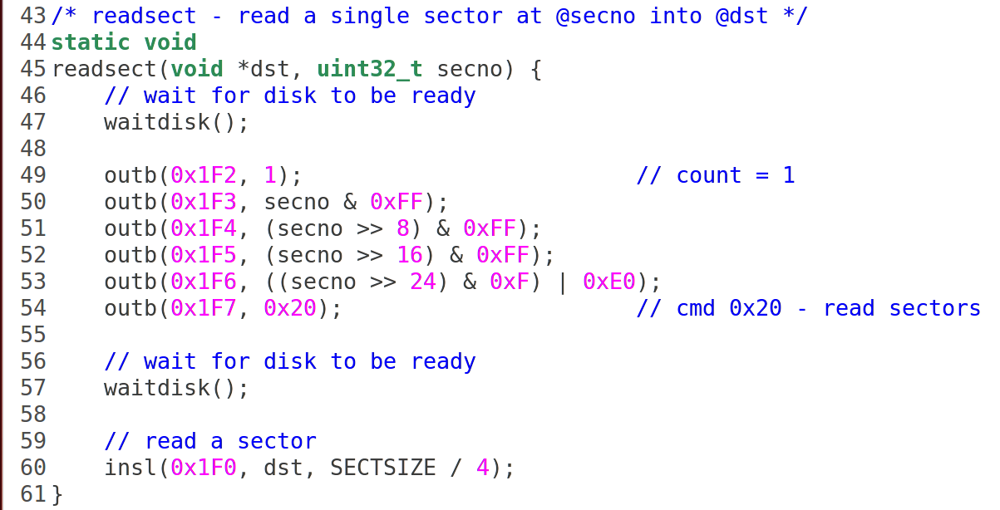 43 /* readsect - read a single sector at @secno into @dst */
44 static void
45 readsect(void *dst, uint32_t secno) {
46     // wait for disk to be ready
47     waitdisk();
48
49     outb(0x1F2, 1);                         // count = 1
50     outb(0x1F3, secno & 0xFF);
51     outb(0x1F4, (secno >> 8) & 0xFF);
52     outb(0x1F5, (secno >> 16) & 0xFF);
53     outb(0x1F6, ((secno >> 24) & 0xF) | 0xE0);
54     outb(0x1F7, 0x20);                      // cmd 0x20 - read sectors
55
56     // wait for disk to be ready
57     waitdisk();
58
59     // read a sector
60     insl(0x1F0, dst, SECTSIZE / 4);
61 }